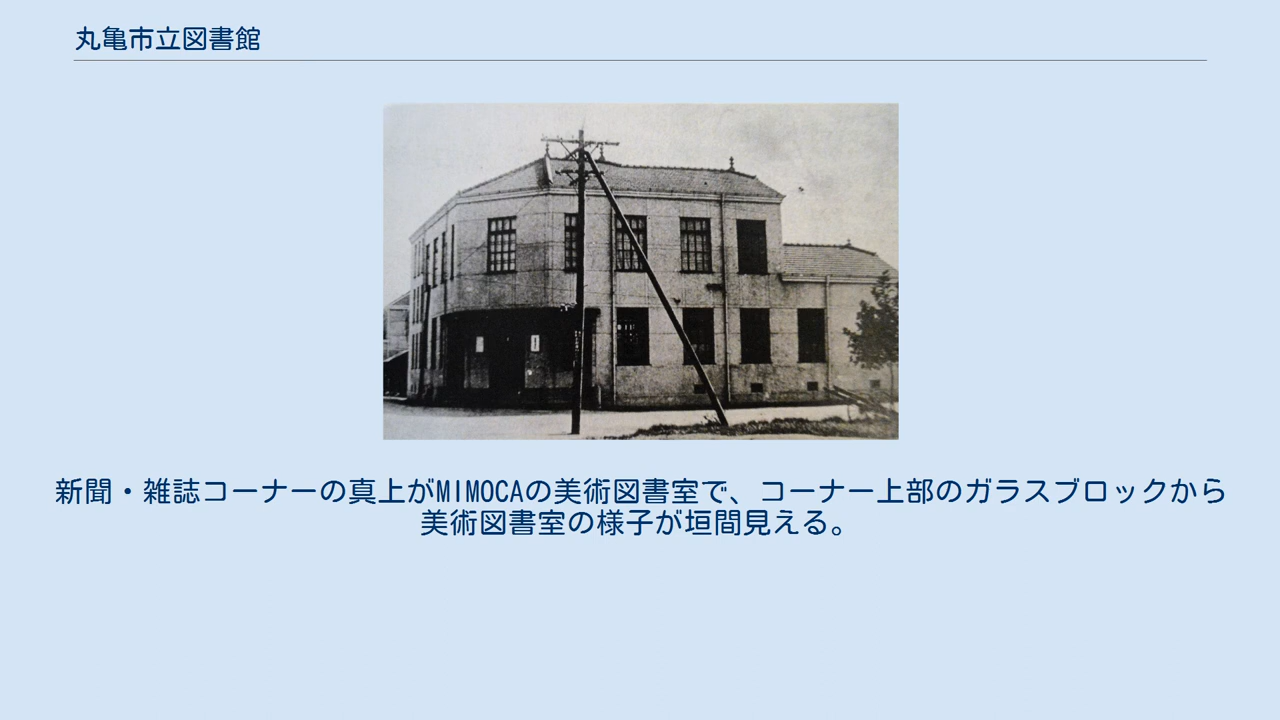 丸亀市立図書館
新聞・雑誌コーナーの真上がMIMOCAの美術図書室で、コーナー上部のガラスブロックから
美術図書室の様子が垣間見える。